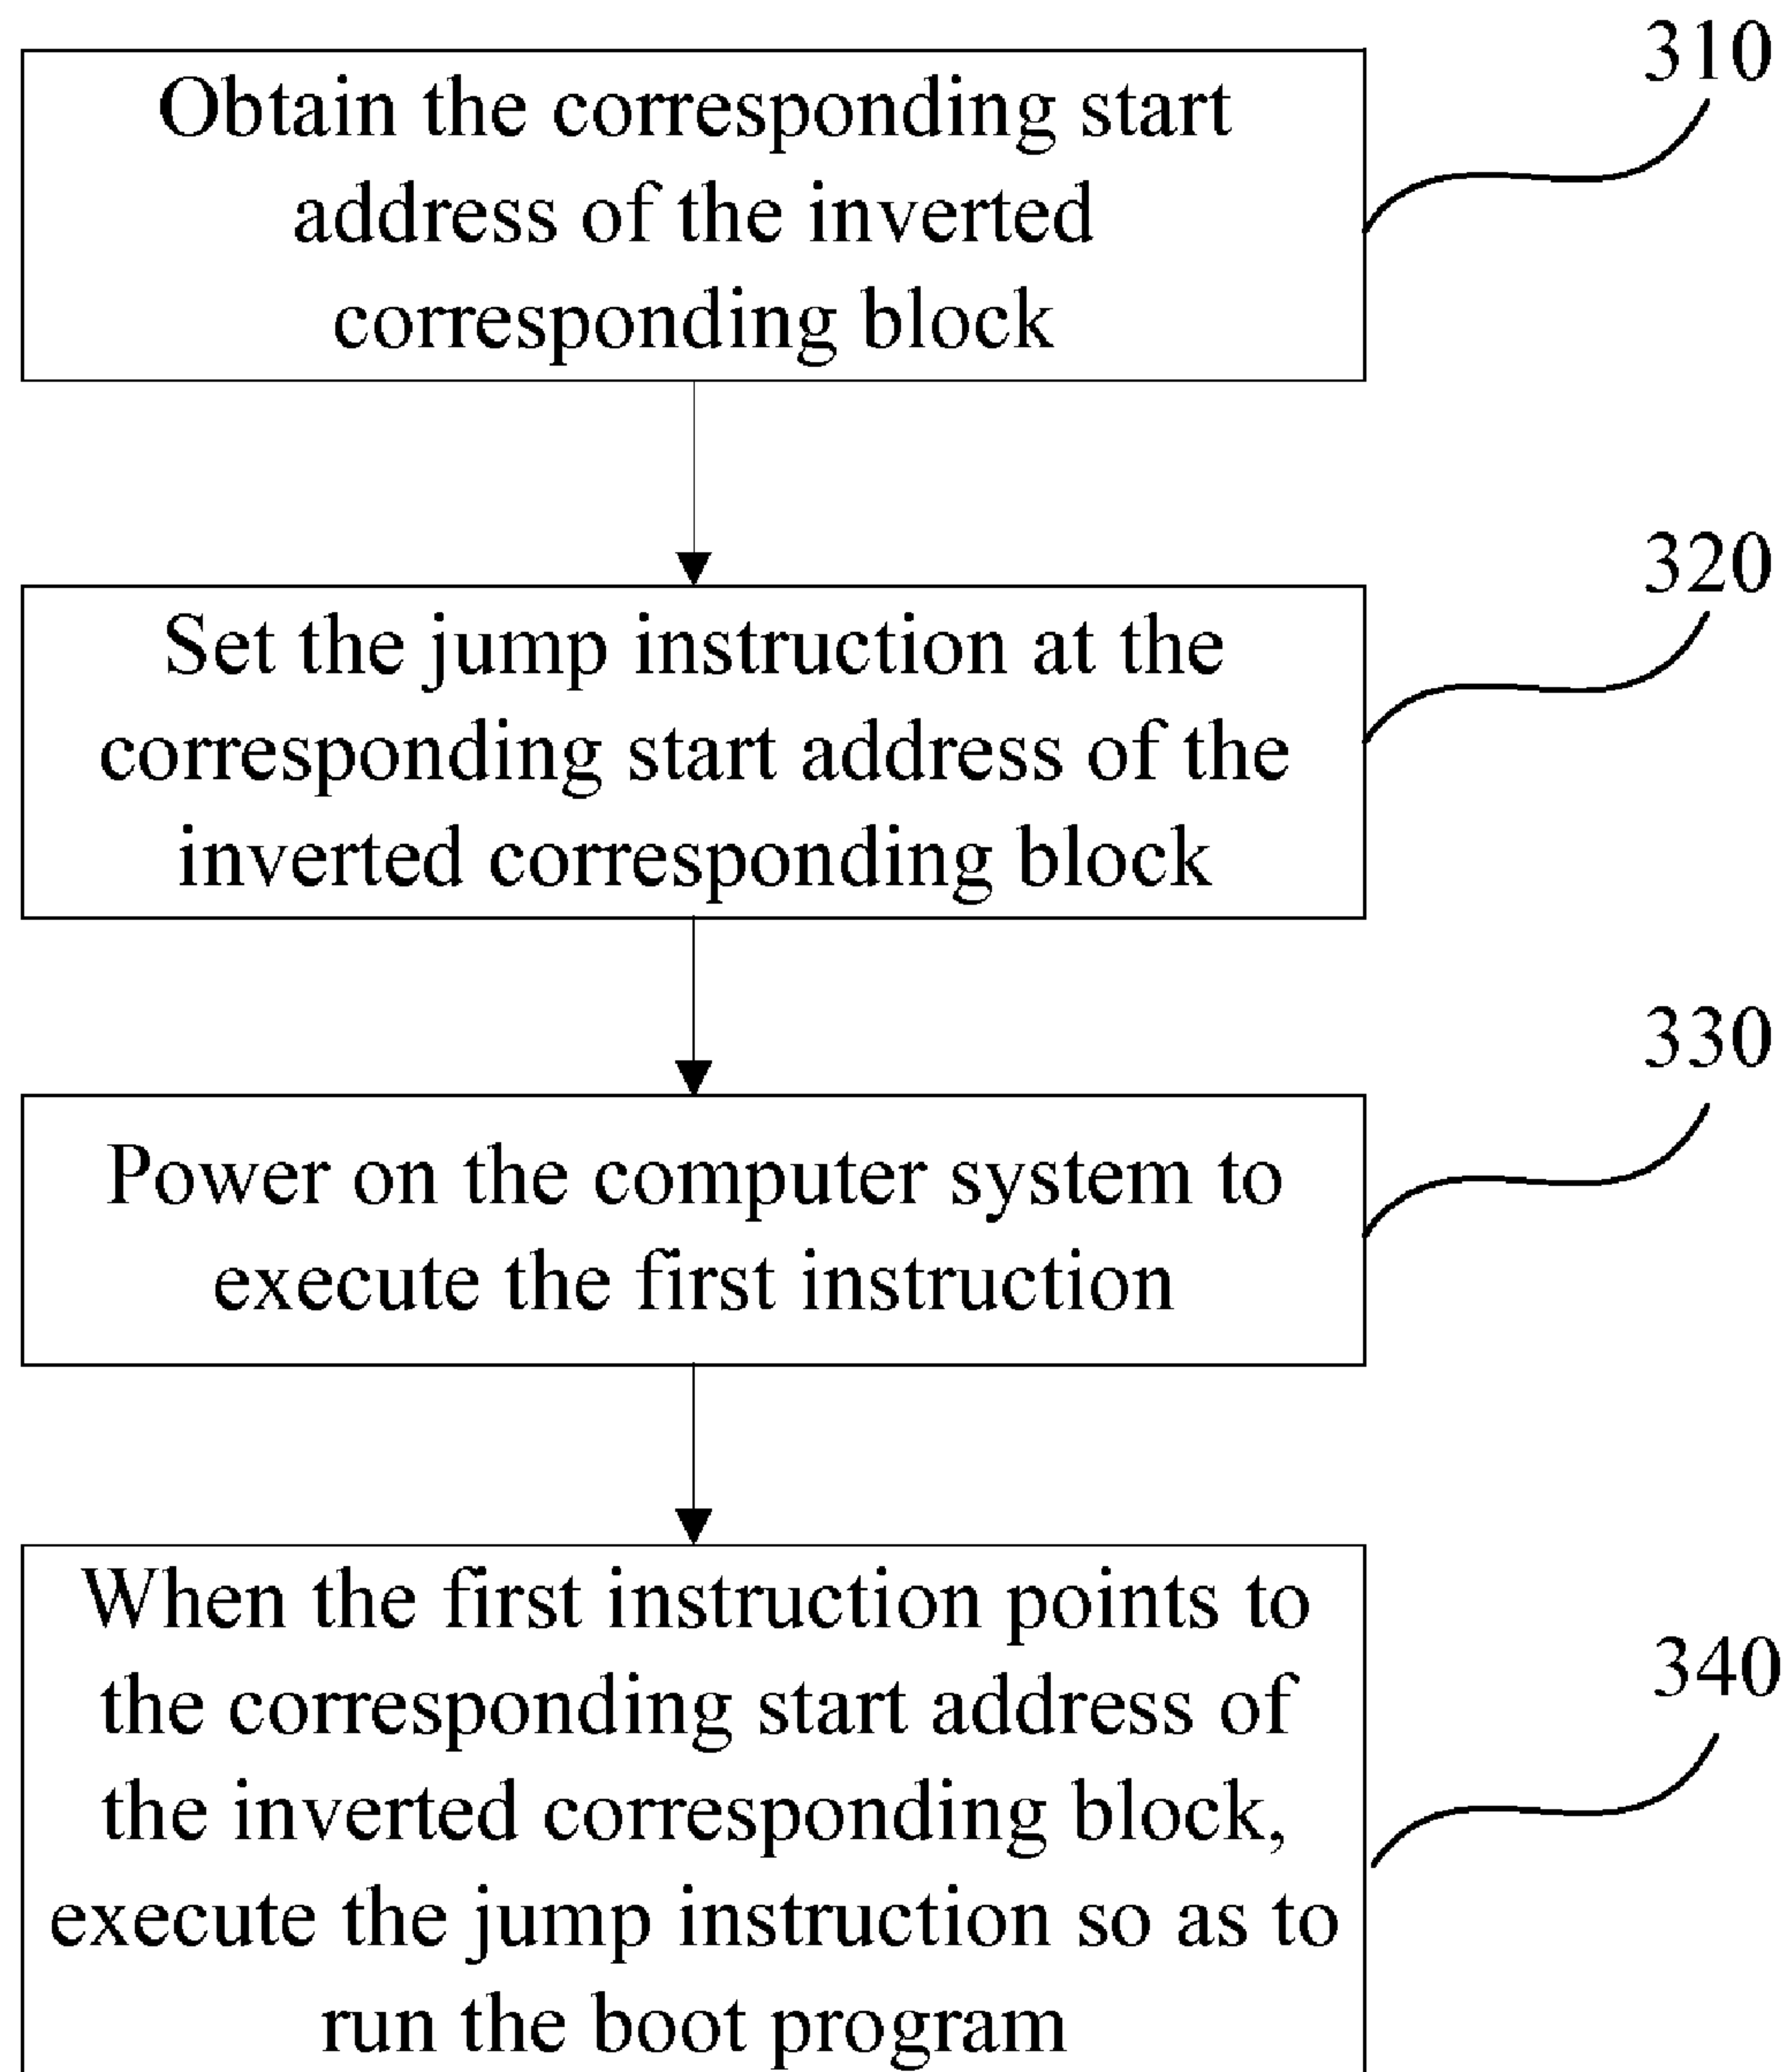 310
Obtain the corresponding start
address of the inverted
corresponding block
320
Set the jump instruction at the
corresponding start address of the
inverted corresponding block
330
Power on the computer system to
execute the first instruction
When the first instruction points to
340
the corresponding start address of
the inverted corresponding block,
execute the jump instruction so as to
run the boot program